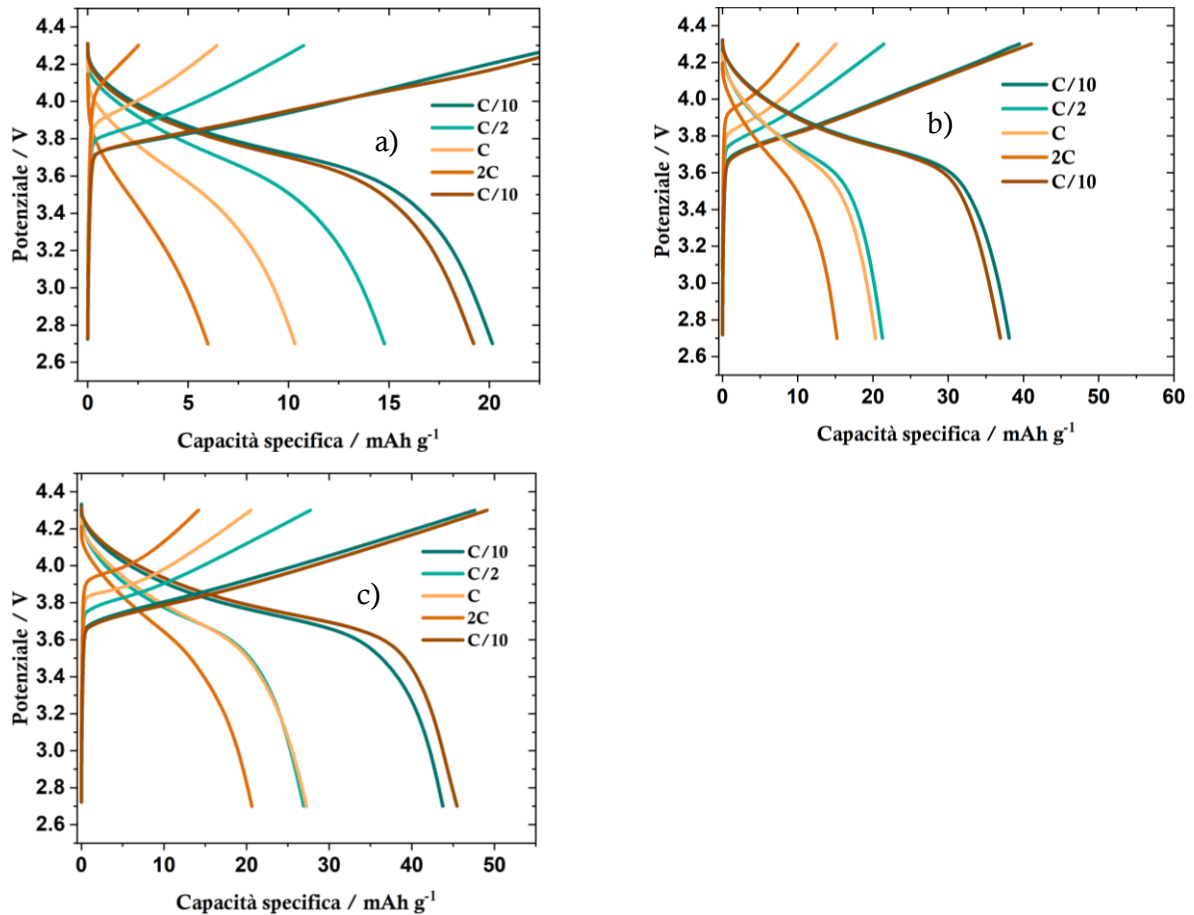 4.4
4.2
4.0
3.8
3.6
3.4
3.2
3.0
2.8
2.6
Potenziale / V
0 5 10 15 20
Capacità specifica / mAh g⁻¹
a)
C/10
C/2
C
2C
C/10
4.4
4.2
4.0
3.8
3.6
3.4
3.2
3.0
2.8
2.6
Potenziale / V
0 10 20 30 40 50 60
Capacità specifica / mAh g⁻¹
b)
C/10
C/2
C
2C
C/10
4.4
4.2
4.0
3.8
3.6
3.4
3.2
3.0
2.8
2.6
Potenziale / V
0 10 20 30 40 50
Capacità specifica / mAh g⁻¹
c)
C/10
C/2
C
2C
C/10